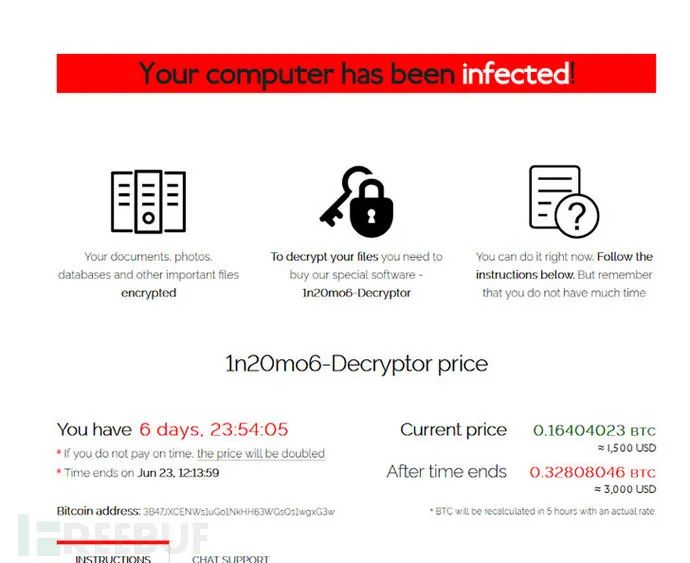 Your computer has been infected!
Your documents, photos,
databases and other important files
encrypted
To decrypt your files you need to
buy our special software -
1n20mo6-Decryptor
You can do it right now. Follow the
instructions below. But remember
that you do not have much time
1n20mo6-Decryptor price
You have 6 days, 23:54:05
* If you do not pay on time, the price will be doubled
* Time ends on Jun 23, 12:13:59
Current price 0.16404023 BTC
≈ 1,500 USD
After time ends 0.32808046 BTC
≈ 3,000 USD
Bitcoin address: 3B47JXCENWs1uGo1NkHH63WGsQs1wgxG3w
* BTC will be recalculated in 5 hours with an actual rate.
FREEBUF
INSTRUCTIONS CHAT SUPPORT